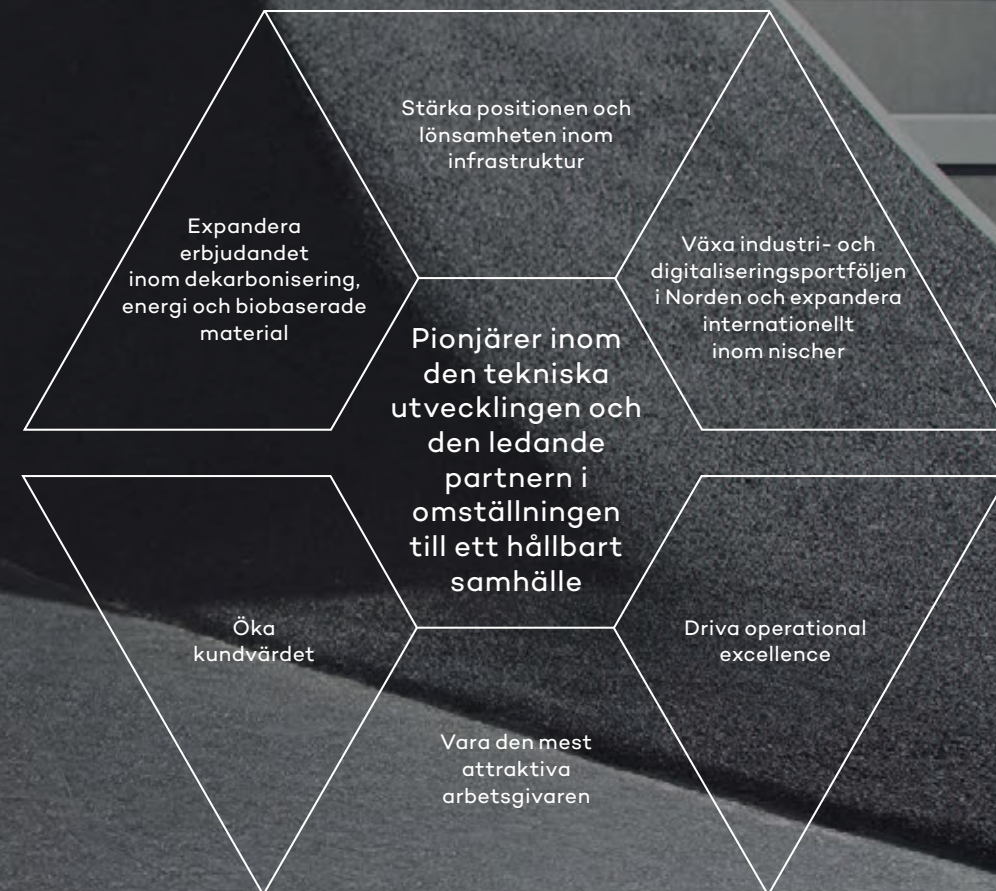 Stärka positionen och
lönsamheten inom
infrastruktur
Expandera
erbjudandet
inom dekarbonisering,
energi och biobaserade
material
Växa industri- och
digitaliseringsportföljen
i Norden och expandera
internationellt
inom nischer
Pionjärer inom
den tekniska
utvecklingen och
den ledande
partnern i
omställningen
till ett hållbart
samhälle
Öka
kundvärdet
Driva operational
excellence
Vara den mest
attraktiva
arbetsgivaren